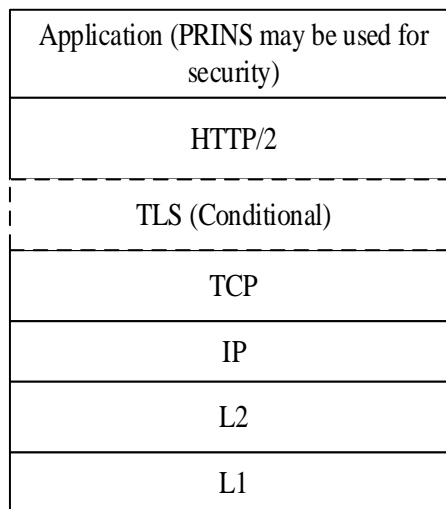 Application (PRINS may be used for
security)
HTTP/2
TLS (Conditional)
TCP
IP
L2
L1